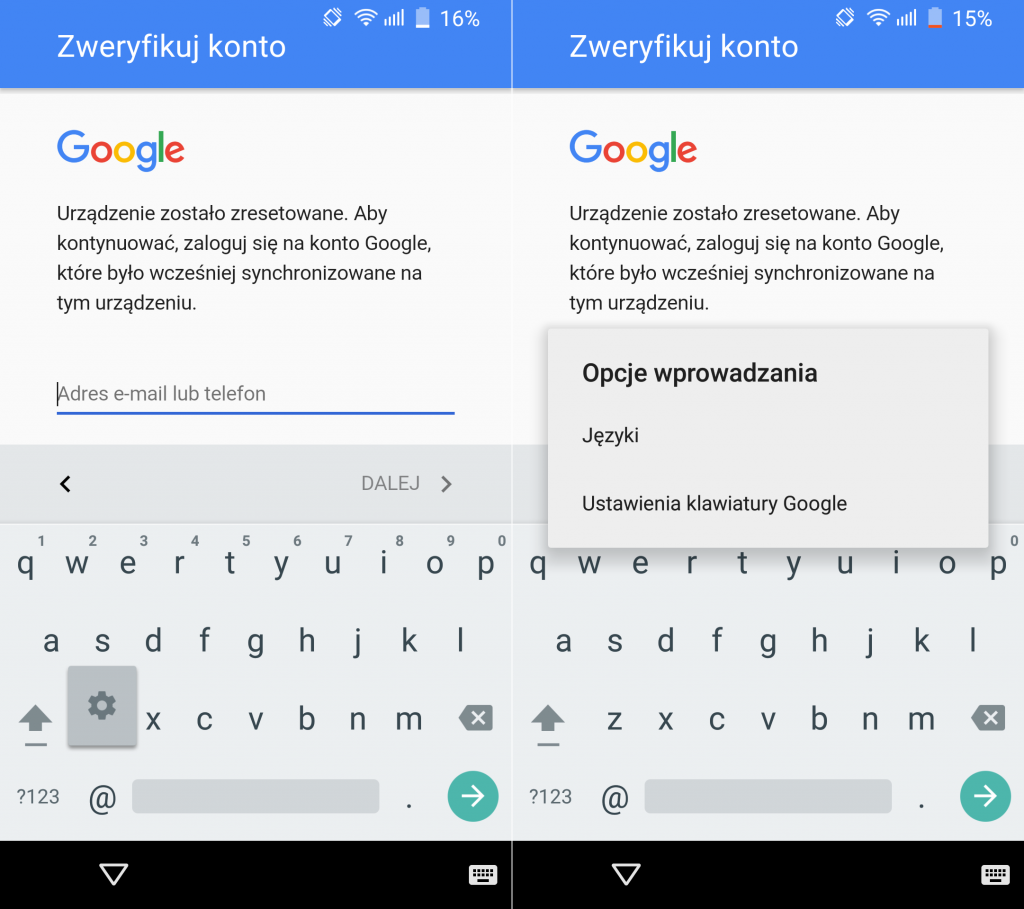 16%
Zweryfikuj konto
Google
Urządzenie zostało zresetowane. Aby
kontynuować, zaloguj się na konto Google,
które było wcześniej synchronizowane na
tym urządzeniu.
Adres e-mail lub telefon
DALEJ
1 2 3 4 5 6 7 8 9 0
q w e r t y u i o p
a s d f g h j k l
x c v b n m
?123 @ .
15%
Zweryfikuj konto
Google
Urządzenie zostało zresetowane. Aby
kontynuować, zaloguj się na konto Google,
które było wcześniej synchronizowane na
tym urządzeniu.
Opcje wprowadzania
Języki
Ustawienia klawiatury Google
0
q w e r t y u i o p
a s d f g h j k l
z x c v b n m
?123 @ .